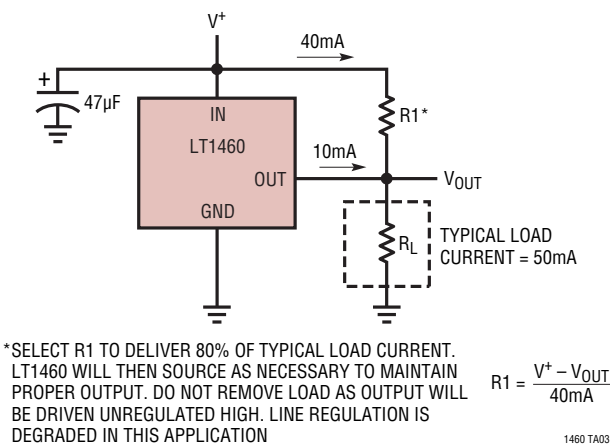 V+
40mA
+
47µF
IN
R1*
LT1460
10mA
OUT
VOUT
GND
RL
TYPICAL LOAD
CURRENT = 50mA
*SELECT R1 TO DELIVER 80% OF TYPICAL LOAD CURRENT.
LT1460 WILL THEN SOURCE AS NECESSARY TO MAINTAIN
PROPER OUTPUT. DO NOT REMOVE LOAD AS OUTPUT WILL
BE DRIVEN UNREGULATED HIGH. LINE REGULATION IS
DEGRADED IN THIS APPLICATION
R1 = V+ – VOUT
40mA
1460 TA03